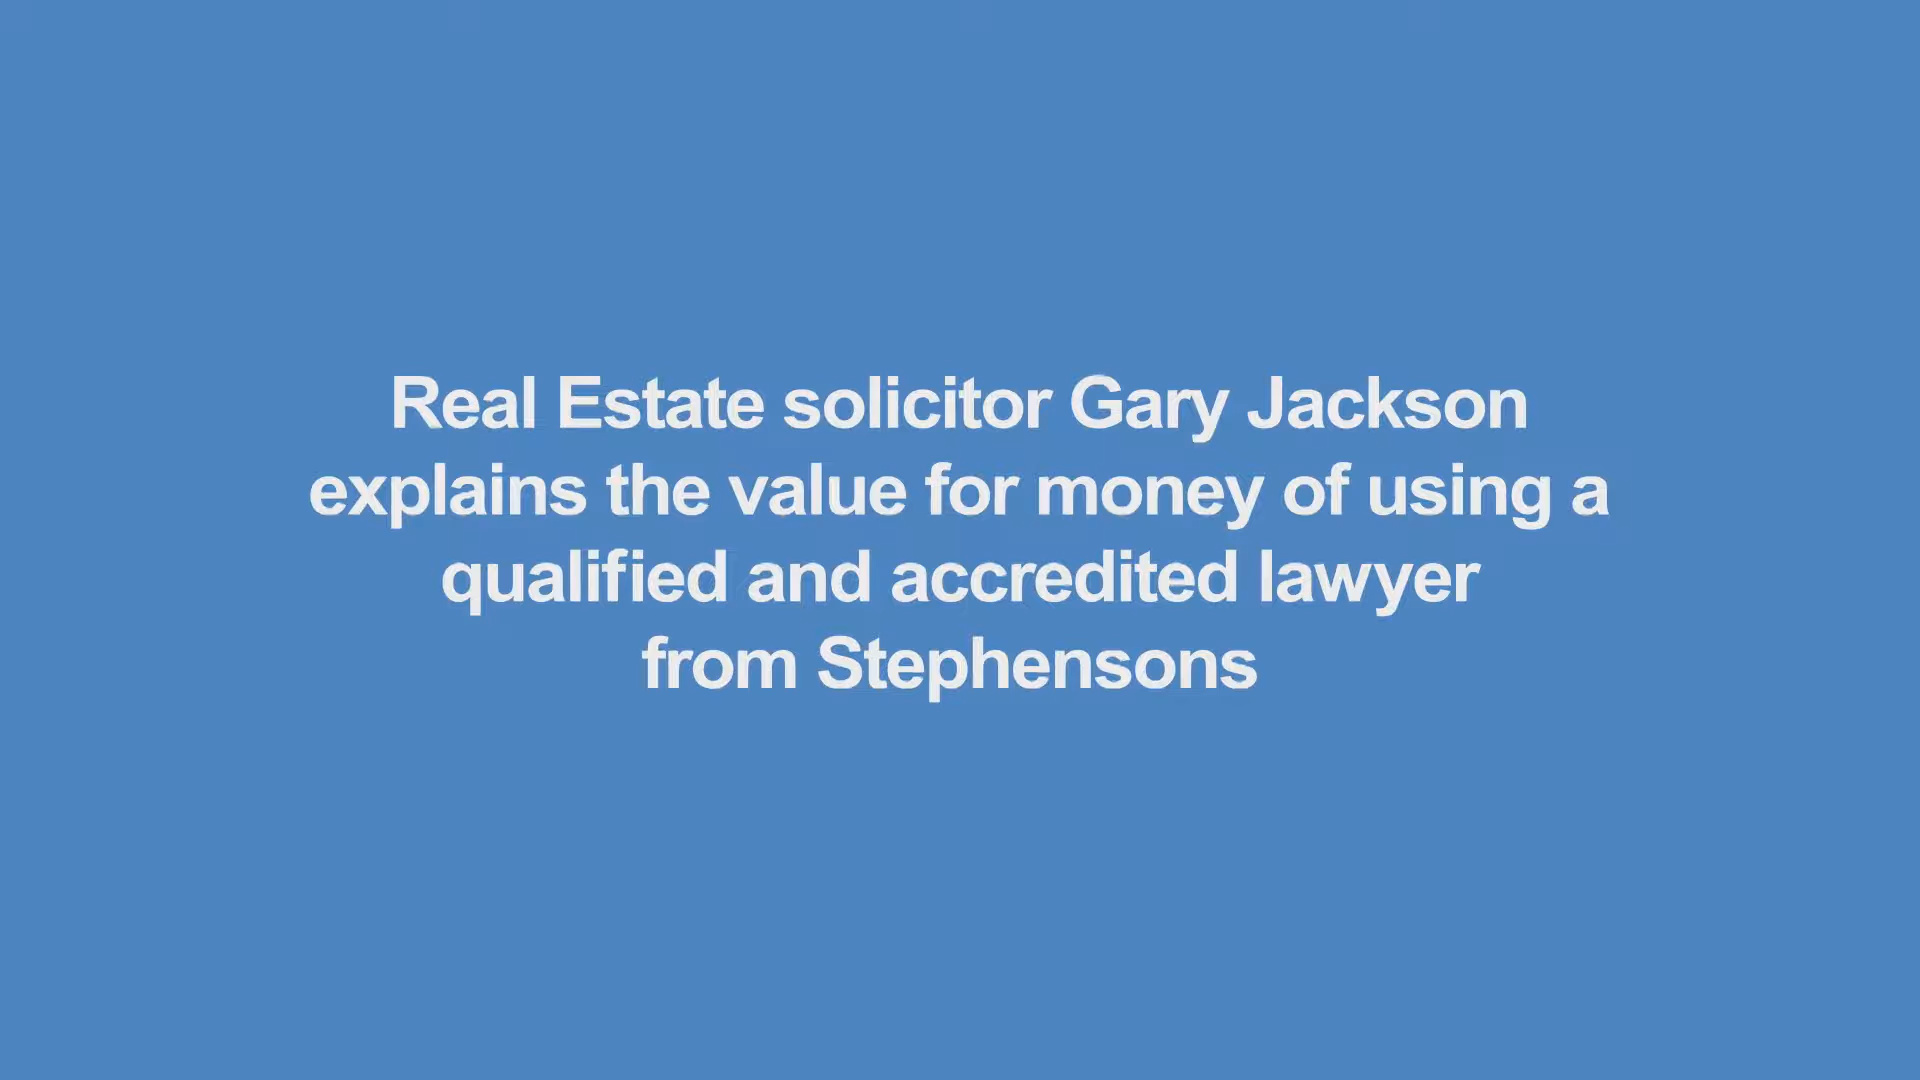 Real Estate solicitor Gary Jackson
explains the value for money of using a
qualified and accredited lawyer
from Stephensons